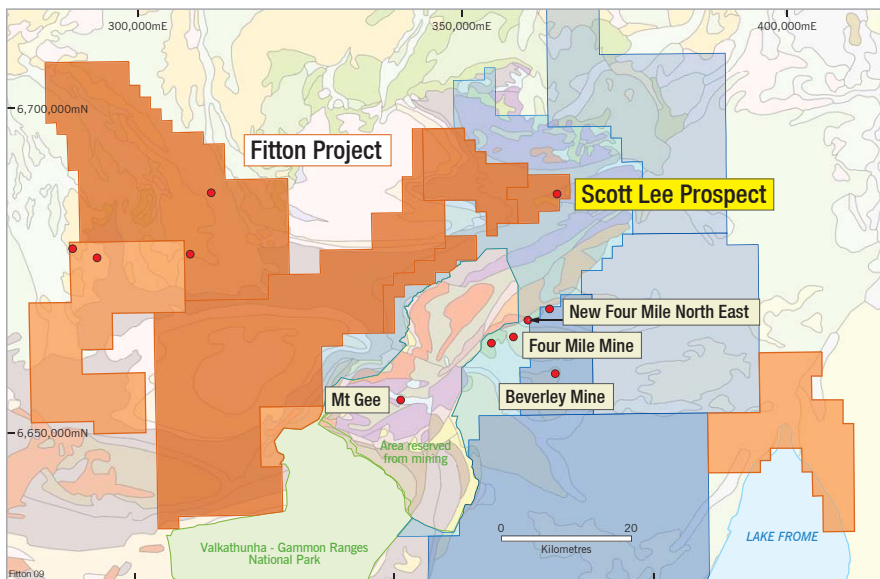 300,000mE
350,000mE
400,000mE
6,700,000mN
Fitton Project
Scott Lee Prospect
New Four Mile North East
Four Mile Mine
Mt Gee
Beverley Mine
6,650,000mN
Area reserved
from mining
0
20
Kilometres
LAKE FROME
Valkathunha - Gammon Ranges
National Park
Fitton 09